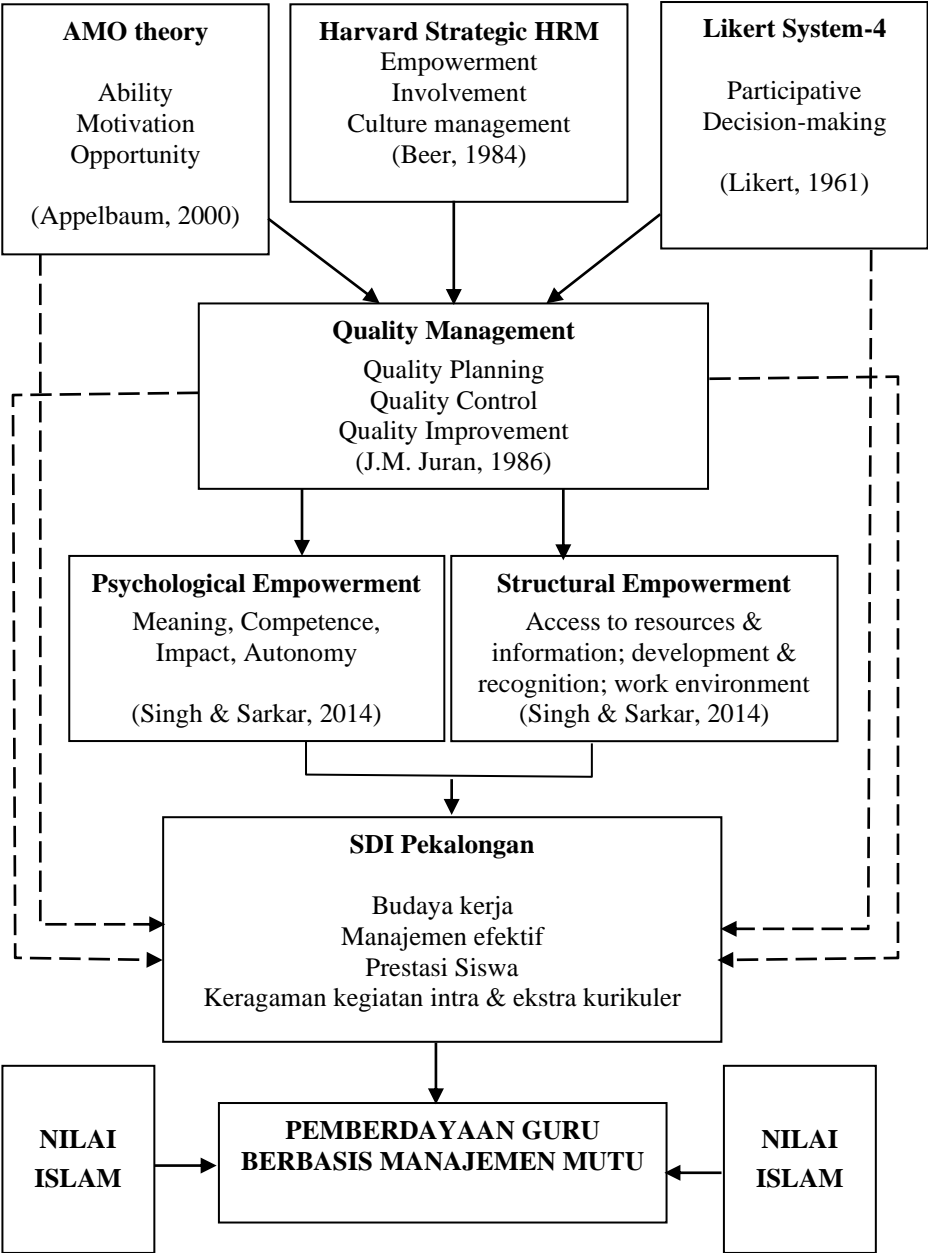 AMO theory
Ability
Motivation
Opportunity
(Appelbaum, 2000)
Harvard Strategic HRM
Empowerment
Involvement
Culture management
(Beer, 1984)
Likert System-4
Participative
Decision-making
(Likert, 1961)
Quality Management
Quality Planning
Quality Control
Quality Improvement
(J.M. Juran, 1986)
Psychological Empowerment
Meaning, Competence,
Impact, Autonomy
(Singh & Sarkar, 2014)
Structural Empowerment
Access to resources &
information; development &
recognition; work environment
(Singh & Sarkar, 2014)
SDI Pekalongan
Budaya kerja
Manajemen efektif
Prestasi Siswa
Keragaman kegiatan intra & ekstra kurikuler
NILAI
ISLAM
PEMBERDAYAAN GURU
BERBASIS MANAJEMEN MUTU
NILAI
ISLAM